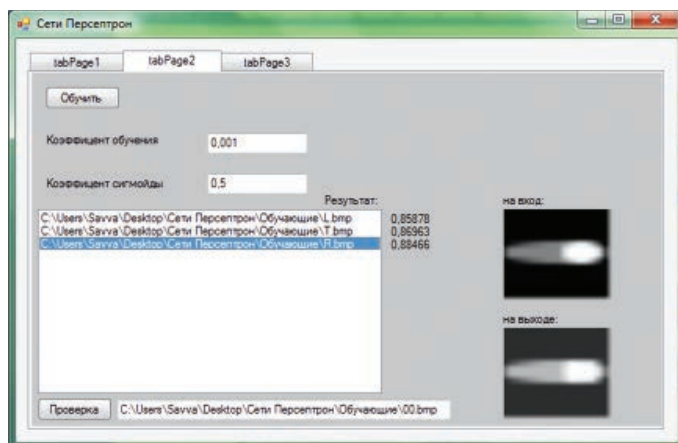 Сети Персептрон
tabPage1 tabPage2 tabPage3
Обучить
Коэффицент обучения 0,001
Коэффицент сигмойды 0,5
Результат:
на вход:
C:\Users\Savva\Desktop\Сети Персептрон\Обучающие\L.bmp 0,85878
C:\Users\Savva\Desktop\Сети Персептрон\Обучающие\T.bmp 0,86963
C:\Users\Savva\Desktop\Сети Персептрон\Обучающие\Я.bmp 0,88466
на выходе:
Проверка C:\Users\Savva\Desktop\Сети Персептрон\Обучающие\00.bmp